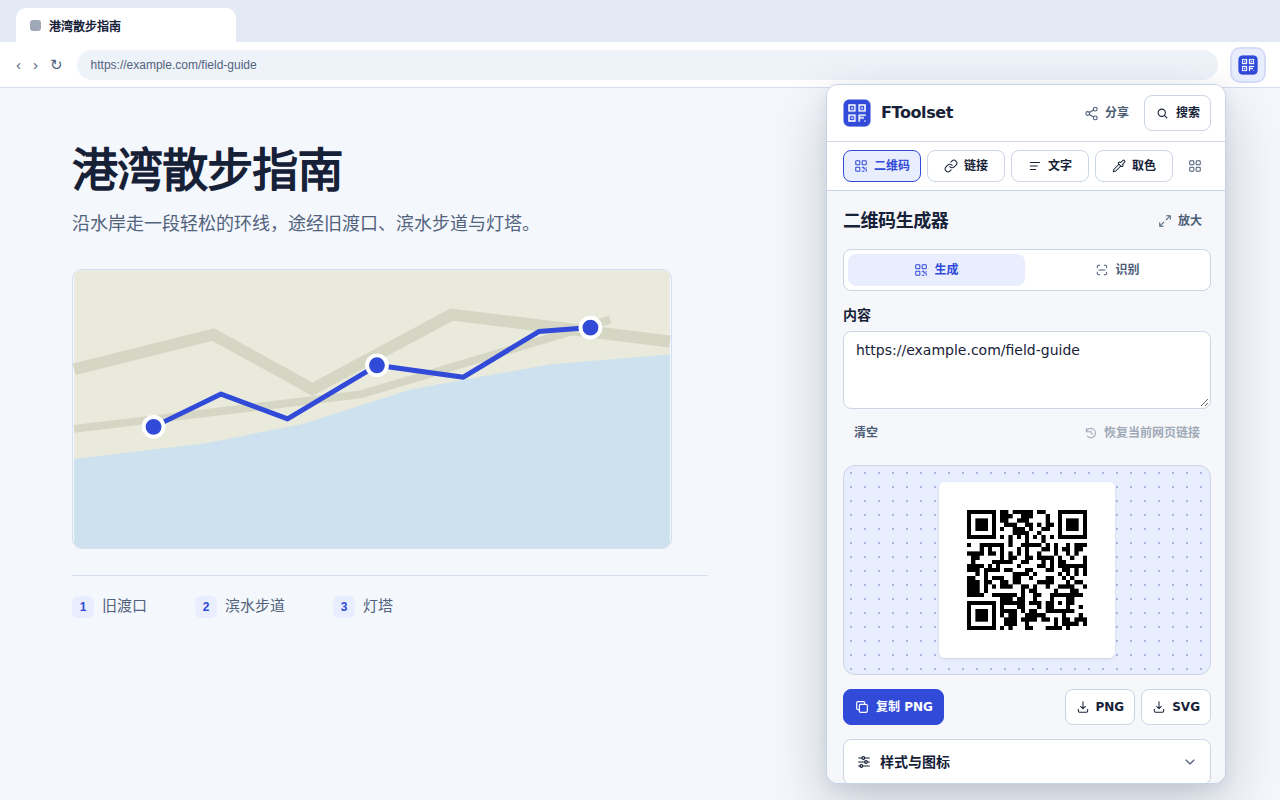 港湾散步指南
https://example.com/field-guide
港湾散步指南
沿水岸走一段轻松的环线，途经旧渡口、滨水步道与灯塔。
1 旧渡口 2 滨水步道 3 灯塔
FToolset 分享 搜索
二维码 链接 文字 取色
二维码生成器 放大
生成 识别
内容
https://example.com/field-guide
清空 恢复当前网页链接
复制 PNG PNG SVG
样式与图标